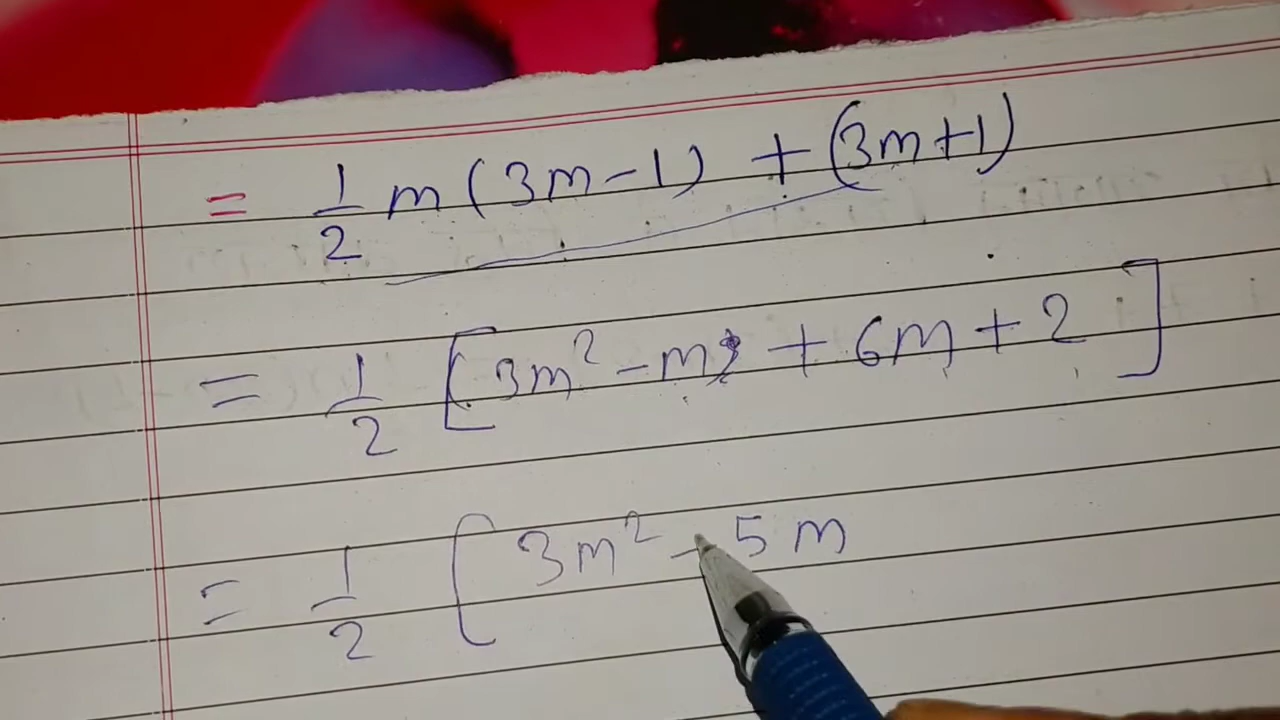 = 1/2 m (3m-1) + (3m+1)
= 1/2 [3m² - m + 6m + 2]
= 1/2 [3m² - 5m